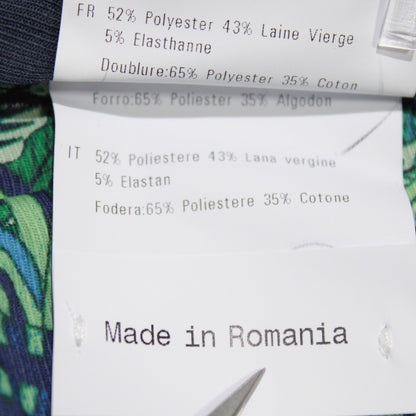 FR 52% Polyester 43% Laine Vierge
5% Elasthanne
Doublure:65% Polyester 35% Coton
Forro:65% Poliester 35% Algodon
IT 52% Poliestere 43% Lana vergine
5% Elastan
Fodera:65% Poliestere 35% Cotone
Made in Romania